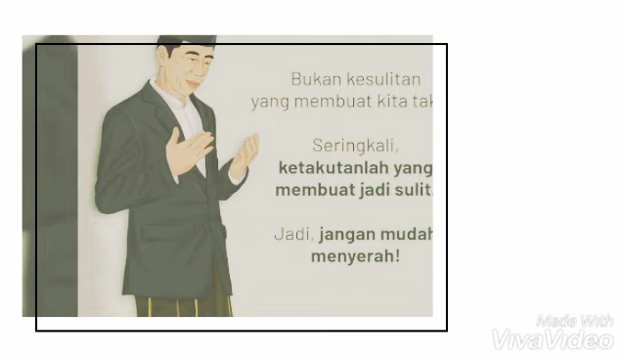 Bukan kesulitan
yang membuat kita tak
Seringkali,
ketakutanlah yang
membuat jadi sulit.
Jadi, jangan mudah
menyerah!
Made With
VivaVideo